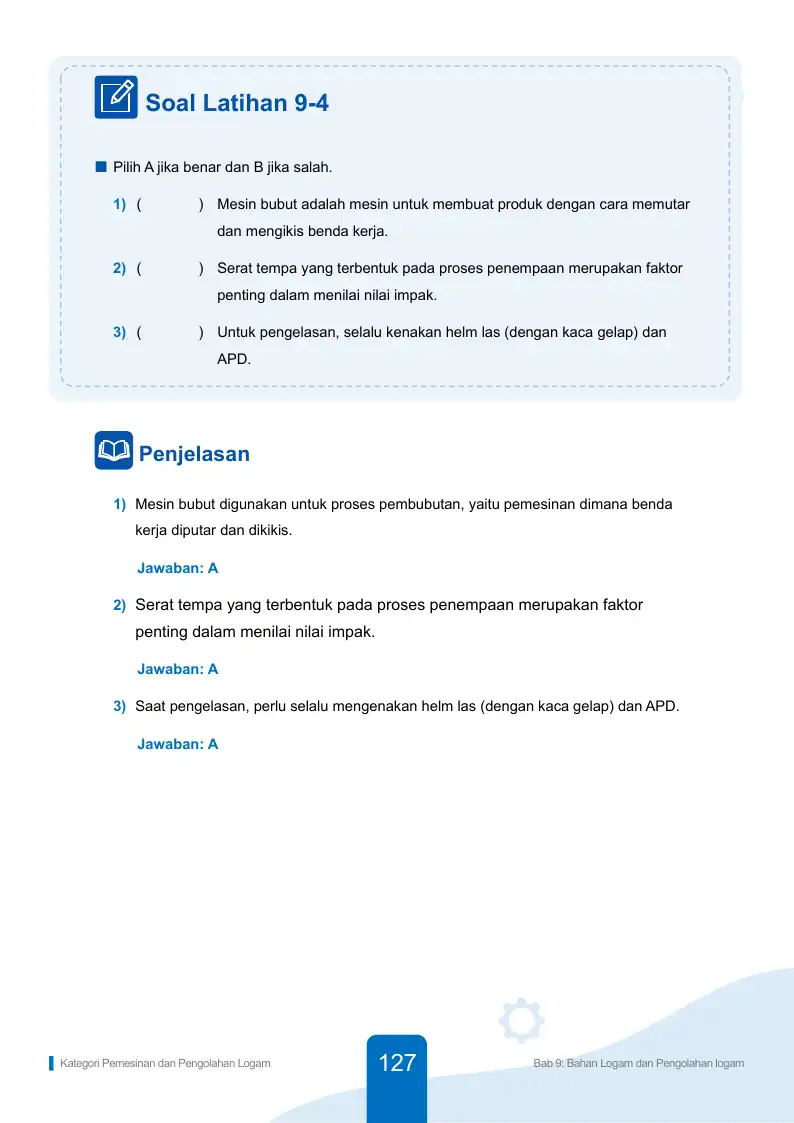 Soal Latihan 9-4
■ Pilih A jika benar dan B jika salah.
1) ( ) Mesin bubut adalah mesin untuk membuat produk dengan cara memutar
dan mengikis benda kerja.
2) ( ) Serat tempa yang terbentuk pada proses penempaan merupakan faktor
penting dalam menilai nilai impak.
3) ( ) Untuk pengelasan, selalu kenakan helm las (dengan kaca gelap) dan
APD.
Penjelasan
1) Mesin bubut digunakan untuk proses pembubutan, yaitu pemesinan dimana benda
kerja diputar dan dikikis.
Jawaban: A
2) Serat tempa yang terbentuk pada proses penempaan merupakan faktor
penting dalam menilai nilai impak.
Jawaban: A
3) Saat pengelasan, perlu selalu mengenakan helm las (dengan kaca gelap) dan APD.
Jawaban: A
Kategori Pemesinan dan Pengolahan Logam
127
Bab 9: Bahan Logam dan Pengolahan logam